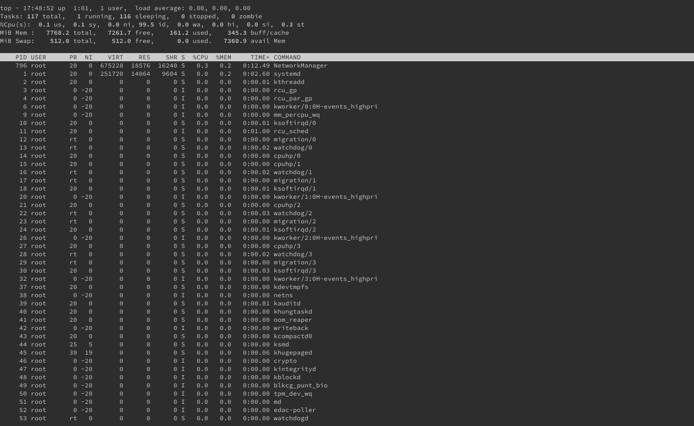 top - 17:48:52 up  1:01,  1 user,  load average: 0.00, 0.00, 0.00
Tasks: 117 total,   1 running, 116 sleeping,   0 stopped,   0 zombie
%Cpu(s):  0.1 us,  0.1 sy,  0.0 ni, 99.5 id,  0.0 wa,  0.0 hi,  0.0 si,  0.3 st
MiB Mem :   7768.2 total,   7261.7 free,    161.2 used,    345.3 buff/cache
MiB Swap:    512.0 total,    512.0 free,      0.0 used.   7360.9 avail Mem
PID USER PR NI VIRT RES SHR S %CPU %MEM TIME+ COMMAND
796 root 20 0 675220 18576 16240 S 0.3 0.2 0:12.49 NetworkManager
1 root 20 0 251720 14064 9604 S 0.0 0.2 0:02.60 systemd
2 root 20 0 0 0 0 S 0.0 0.0 0:00.01 kthreadd
3 root 0 -20 0 0 0 I 0.0 0.0 0:00.00 rcu_gp
4 root 0 -20 0 0 0 I 0.0 0.0 0:00.00 rcu_par_gp
6 root 0 -20 0 0 0 I 0.0 0.0 0:00.00 kworker/0:0H-events_highpri
9 root 0 -20 0 0 0 I 0.0 0.0 0:00.00 mm_percpu_wq
10 root 20 0 0 0 0 S 0.0 0.0 0:00.01 ksoftirqd/0
11 root 20 0 0 0 0 I 0.0 0.0 0:01.00 rcu_sched
12 root rt 0 0 0 0 S 0.0 0.0 0:00.00 migration/0
13 root rt 0 0 0 0 S 0.0 0.0 0:00.02 watchdog/0
14 root 20 0 0 0 0 S 0.0 0.0 0:00.00 cpuhp/0
15 root 20 0 0 0 0 S 0.0 0.0 0:00.00 cpuhp/1
16 root rt 0 0 0 0 S 0.0 0.0 0:00.02 watchdog/1
17 root rt 0 0 0 0 S 0.0 0.0 0:00.00 migration/1
18 root 20 0 0 0 0 S 0.0 0.0 0:00.01 ksoftirqd/1
20 root 0 -20 0 0 0 I 0.0 0.0 0:00.00 kworker/1:0H-events_highpri
21 root 20 0 0 0 0 S 0.0 0.0 0:00.00 cpuhp/2
22 root rt 0 0 0 0 S 0.0 0.0 0:00.03 watchdog/2
23 root rt 0 0 0 0 S 0.0 0.0 0:00.00 migration/2
24 root 20 0 0 0 0 S 0.0 0.0 0:00.01 ksoftirqd/2
26 root 0 -20 0 0 0 I 0.0 0.0 0:00.00 kworker/2:0H-events_highpri
27 root 20 0 0 0 0 S 0.0 0.0 0:00.00 cpuhp/3
28 root rt 0 0 0 0 S 0.0 0.0 0:00.02 watchdog/3
29 root rt 0 0 0 0 S 0.0 0.0 0:00.00 migration/3
30 root 20 0 0 0 0 S 0.0 0.0 0:00.03 ksoftirqd/3
32 root 0 -20 0 0 0 I 0.0 0.0 0:00.00 kworker/3:0H-events_highpri
37 root 20 0 0 0 0 S 0.0 0.0 0:00.00 kdevtmpfs
38 root 0 -20 0 0 0 I 0.0 0.0 0:00.00 netns
39 root 20 0 0 0 0 S 0.0 0.0 0:00.01 kauditd
40 root 20 0 0 0 0 S 0.0 0.0 0:00.00 khungtaskd
41 root 20 0 0 0 0 S 0.0 0.0 0:00.00 oom_reaper
42 root 0 -20 0 0 0 I 0.0 0.0 0:00.00 writeback
43 root 20 0 0 0 0 S 0.0 0.0 0:00.00 kcompactd0
44 root 25 5 0 0 0 S 0.0 0.0 0:00.00 ksmd
45 root 39 19 0 0 0 S 0.0 0.0 0:00.06 khugepaged
46 root 0 -20 0 0 0 I 0.0 0.0 0:00.00 crypto
47 root 0 -20 0 0 0 I 0.0 0.0 0:00.00 kintegrityd
48 root 0 -20 0 0 0 I 0.0 0.0 0:00.00 kblockd
49 root 0 -20 0 0 0 I 0.0 0.0 0:00.00 blkcg_punt_bio
50 root 0 -20 0 0 0 I 0.0 0.0 0:00.00 tpm_dev_wq
51 root 0 -20 0 0 0 I 0.0 0.0 0:00.00 md
52 root 0 -20 0 0 0 I 0.0 0.0 0:00.00 edac-poller
53 root rt 0 0 0 0 S 0.0 0.0 0:00.00 watchdogd